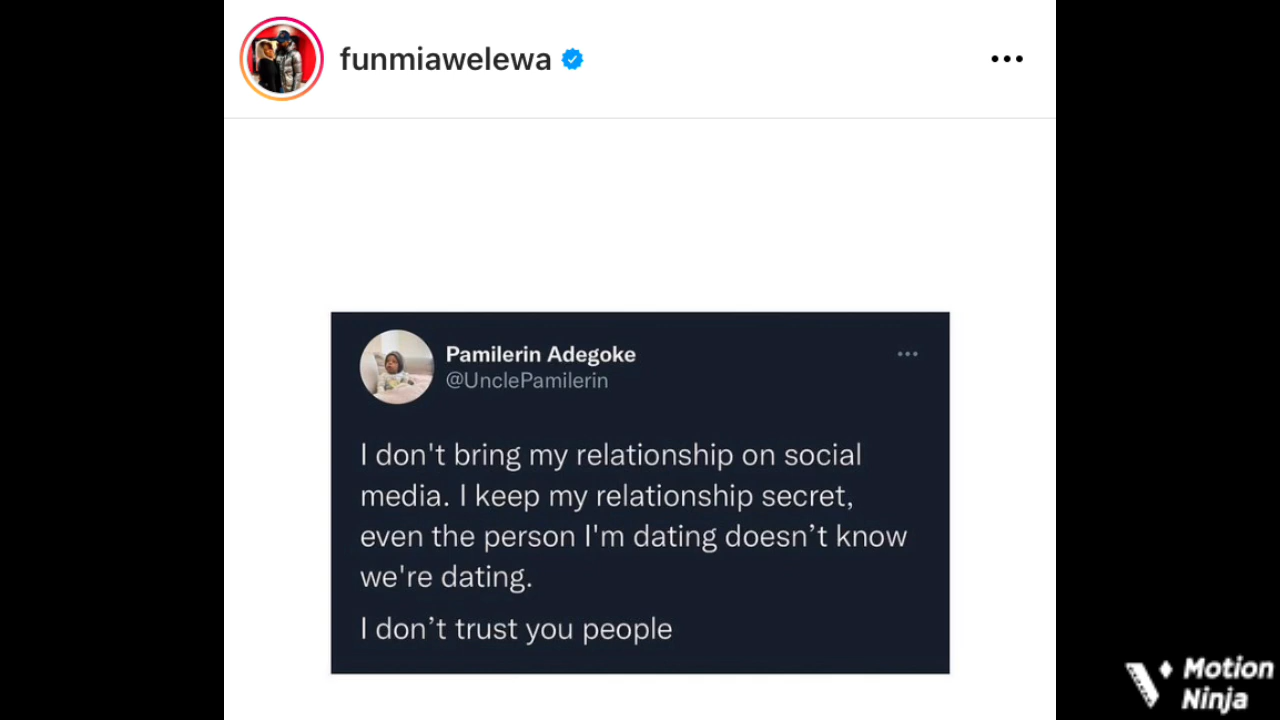 funmiawelewa
Pamilerin Adegoke
@UnclePamilerin
I don't bring my relationship on social
media. I keep my relationship secret,
even the person I'm dating doesn’t know
we're dating.
I don’t trust you people
Motion
Ninja